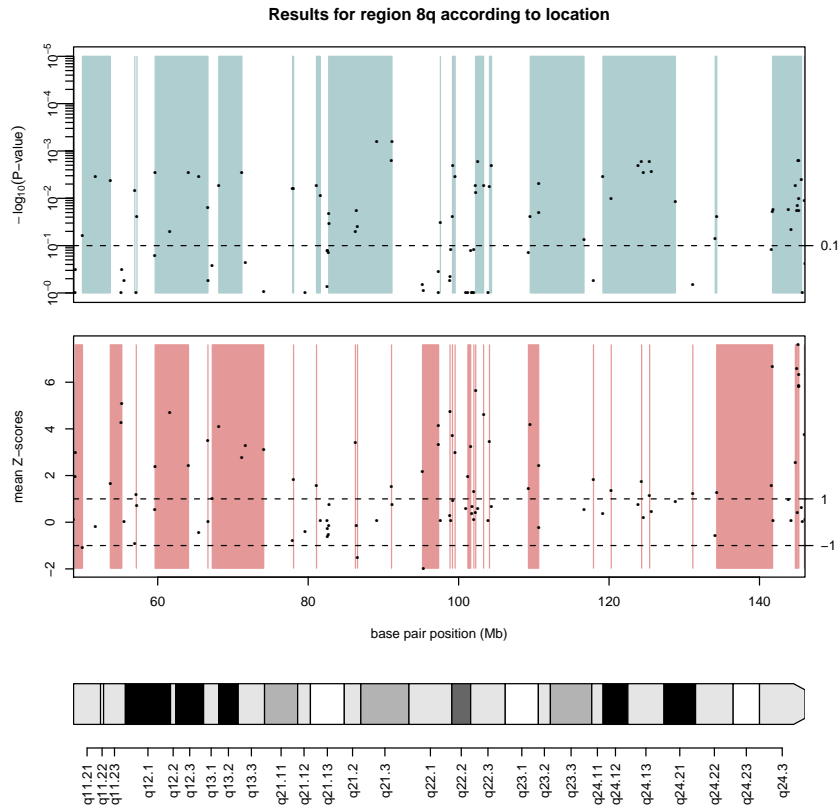 Results for region 8q according to location
−log10(P−value)
10−5
10−4
10−3
10−2
10−1
10−0
0.1
mean Z−scores
6
4
2
0
−2
1
−1
60 80 100 120 140
base pair position (Mb)
q11.21 q11.22 q11.23 q12.1 q12.2 q12.3 q13.1 q13.2 q13.3 q21.11 q21.12 q21.13 q21.2 q21.3 q22.1 q22.2 q22.3 q23.1 q23.2 q23.3 q24.11 q24.12 q24.13 q24.21 q24.22 q24.23 q24.3